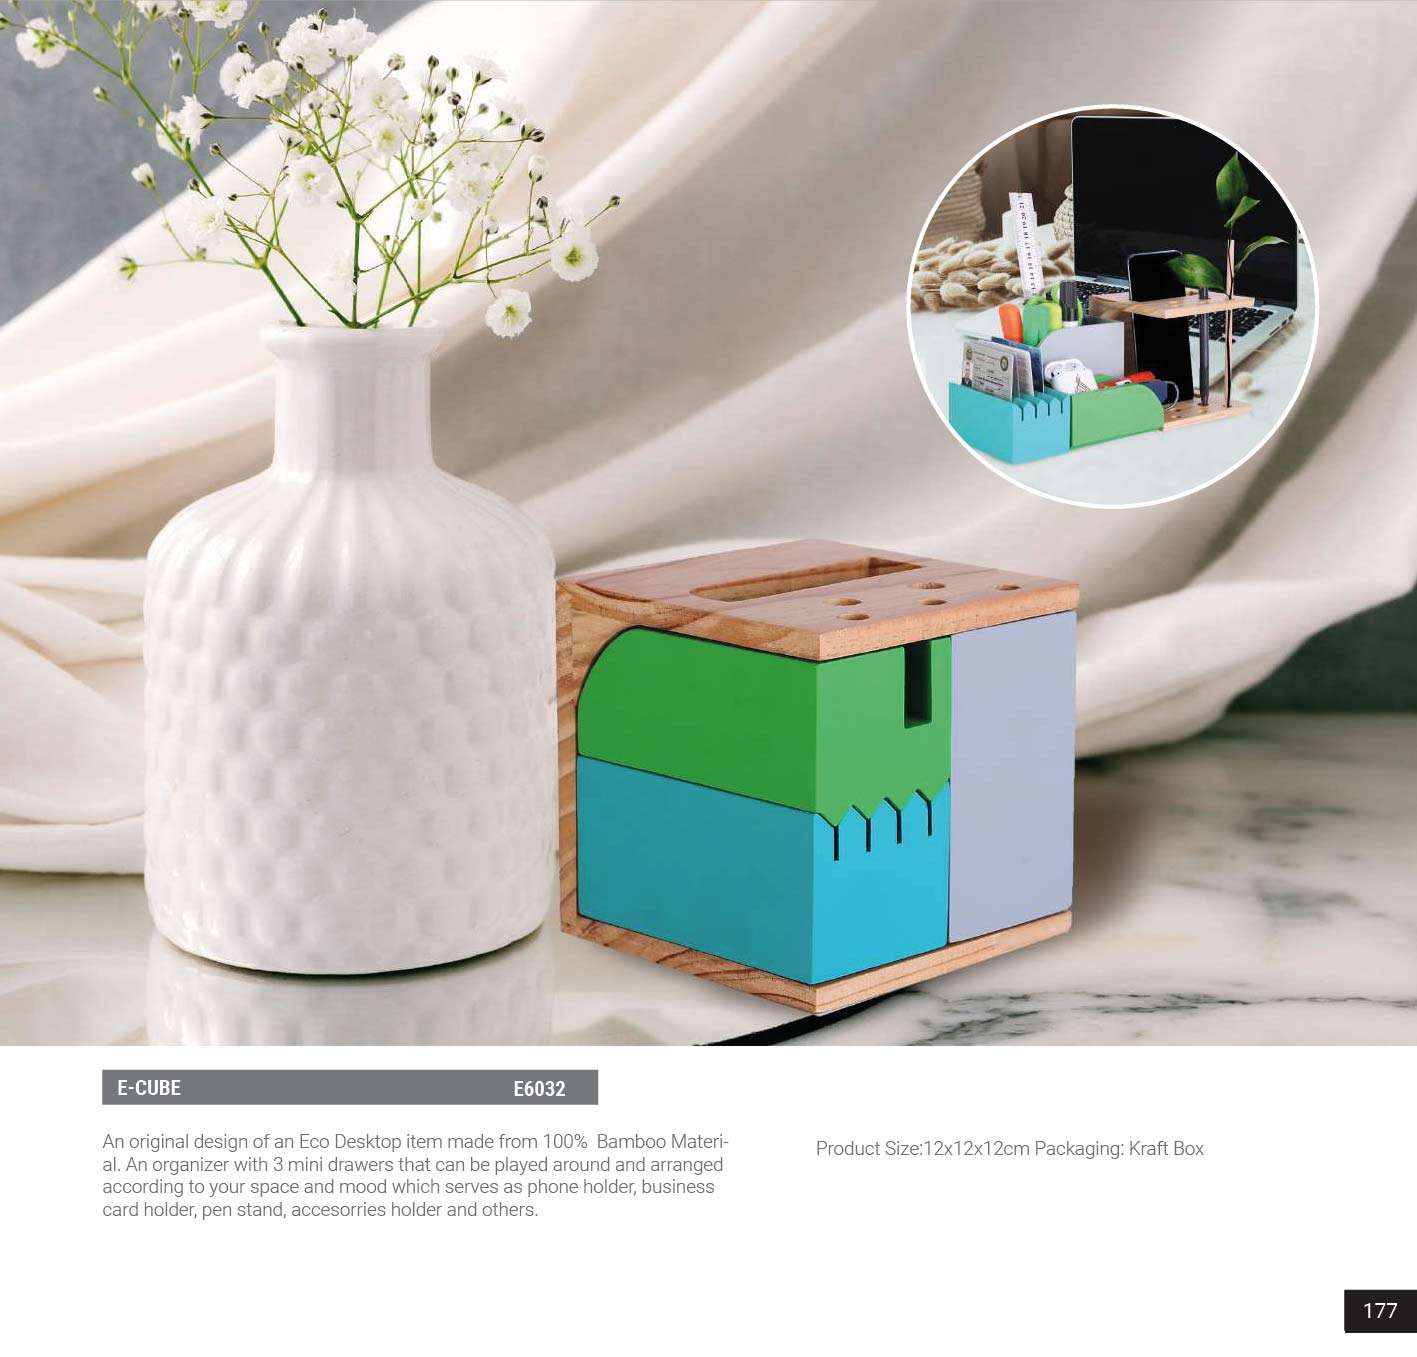 E-CUBE E6032
An original design of an Eco Desktop item made from 100% Bamboo Materi-
al. An organizer with 3 mini drawers that can be played around and arranged
according to your space and mood which serves as phone holder, business
card holder, pen stand, accesorries holder and others.
Product Size:12x12x12cm Packaging: Kraft Box
177